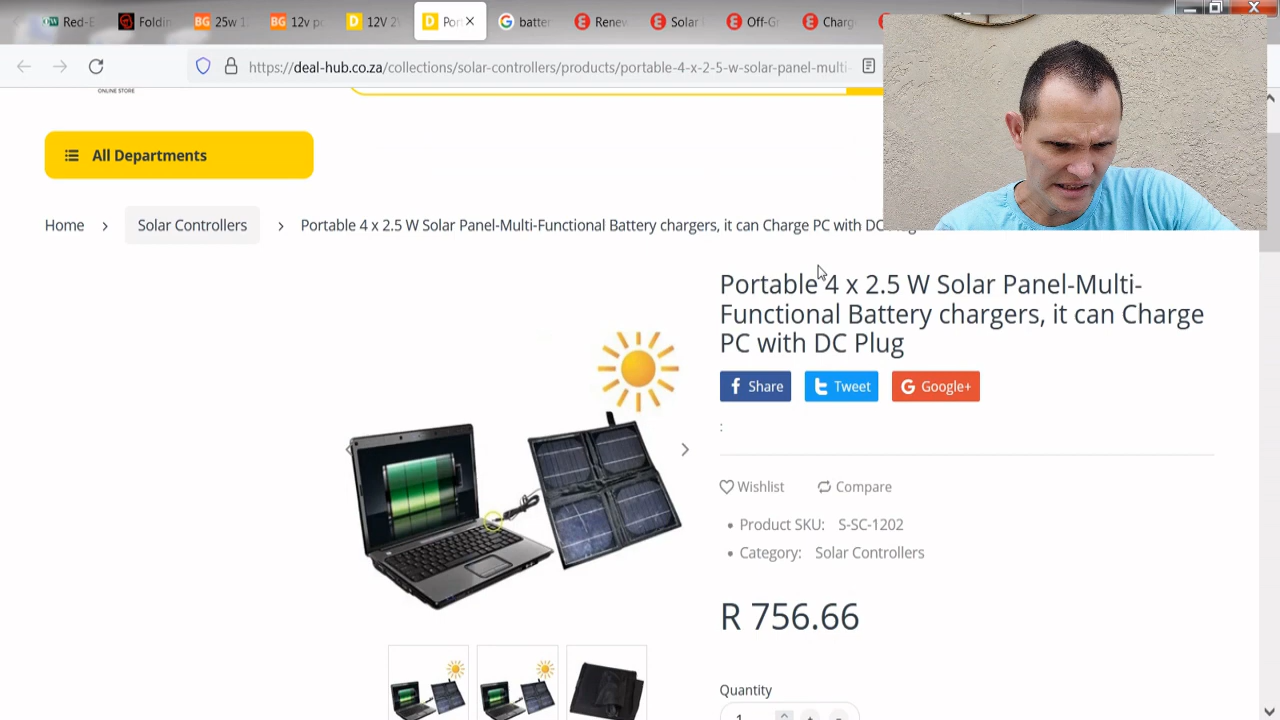 Red-E
Foldin
BG 25w 1
BG 12v p
D 12V 2
D Por
G batter
E Renew
E Solar
E Off-G
E Charg
https://deal-hub.co.za/collections/solar-controllers/products/portable-4-x-2-5-w-solar-panel-multi-
ONLINE STORE
All Departments
Home > Solar Controllers > Portable 4 x 2.5 W Solar Panel-Multi-Functional Battery chargers, it can Charge PC with DC Plug
Portable 4 x 2.5 W Solar Panel-Multi-
Functional Battery chargers, it can Charge
PC with DC Plug
Share
Tweet
G Google+
:
Wishlist
Compare
• Product SKU: S-SC-1202
• Category: Solar Controllers
R 756.66
Quantity
1